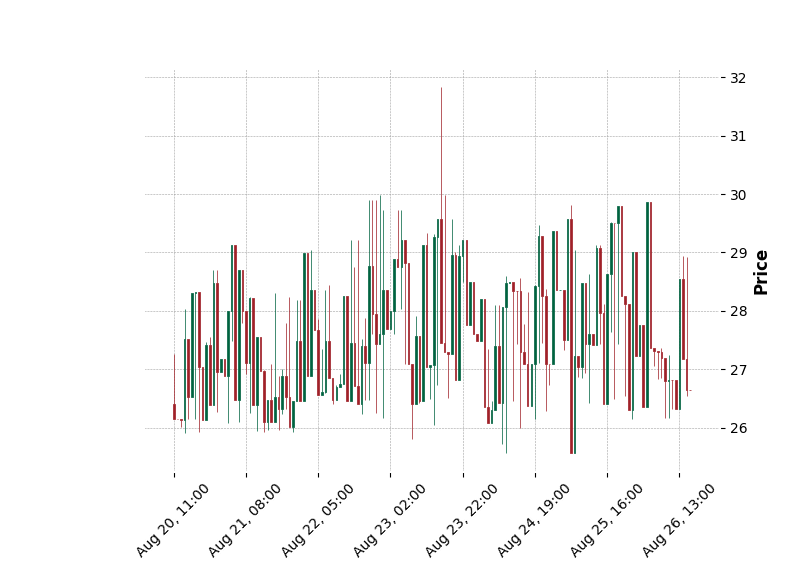 32
31
30
29
28
27
26
Price
Aug 20, 11:00
Aug 21, 08:00
Aug 22, 05:00
Aug 23, 02:00
Aug 23, 22:00
Aug 24, 19:00
Aug 25, 16:00
Aug 26, 13:00